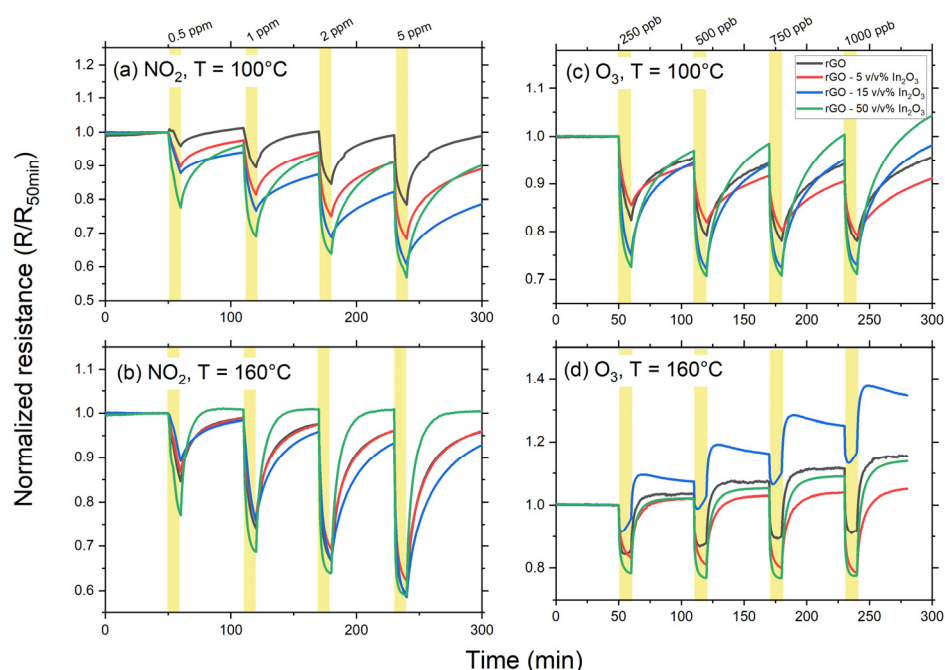 0.5 ppm
1 ppm
2 ppm
5 ppm
250 ppb
500 ppb
750 ppb
1000 ppb
(a) NO₂, T = 100°C
1.2
1.1
1.0
0.9
0.8
0.7
0.6
0.5
0
100
200
300
(c) O₃, T = 100°C
rGO
rGO - 5 v/v% In₂O₃
rGO - 15 v/v% In₂O₃
rGO - 50 v/v% In₂O₃
1.1
1.0
0.9
0.8
0.7
0
50
100
150
200
250
300
(b) NO₂, T = 160°C
1.1
1.0
0.9
0.8
0.7
0.6
0
100
200
300
(d) O₃, T = 160°C
1.4
1.2
1.0
0.8
0
50
100
150
200
250
300
Normalized resistance (R/R₅₀ₘᵢₙ)
Time (min)